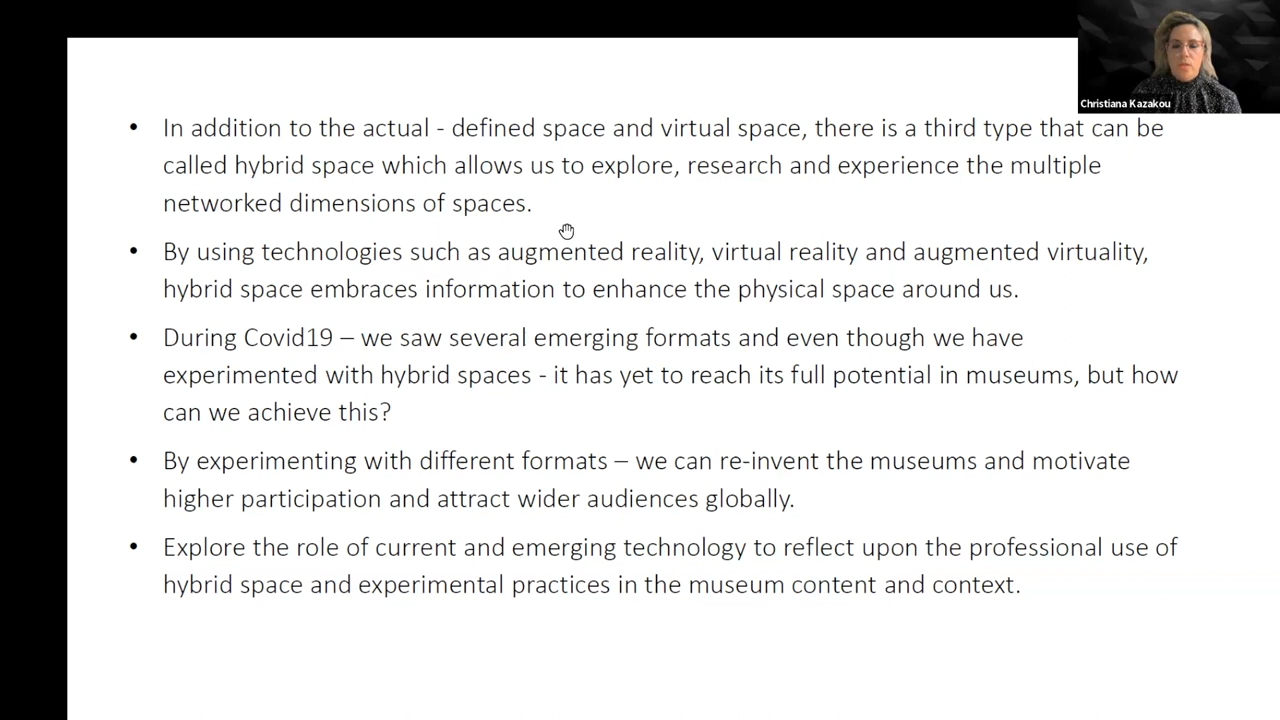 Christiana Kazakou
• In addition to the actual - defined space and virtual space, there is a third type that can be
called hybrid space which allows us to explore, research and experience the multiple
networked dimensions of spaces.
• By using technologies such as augmented reality, virtual reality and augmented virtuality,
hybrid space embraces information to enhance the physical space around us.
• During Covid19 – we saw several emerging formats and even though we have
experimented with hybrid spaces - it has yet to reach its full potential in museums, but how
can we achieve this?
• By experimenting with different formats – we can re-invent the museums and motivate
higher participation and attract wider audiences globally.
• Explore the role of current and emerging technology to reflect upon the professional use of
hybrid space and experimental practices in the museum content and context.